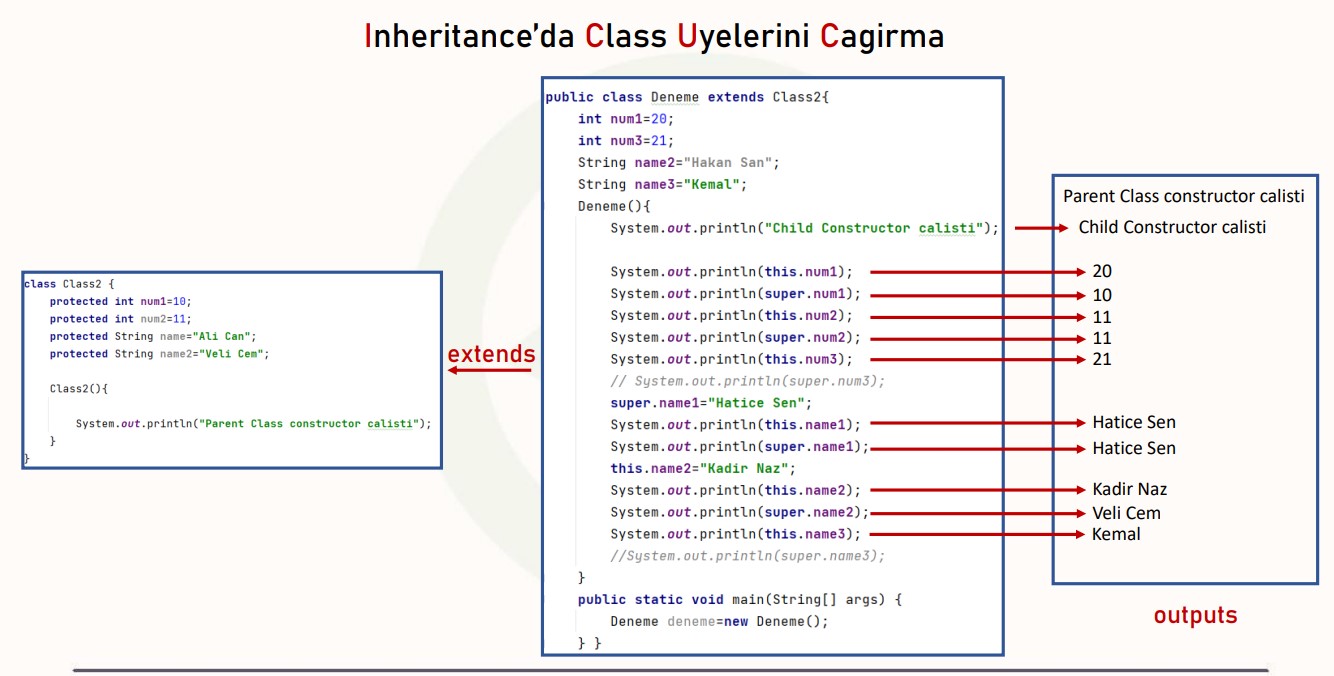 Inheritance'da Class Uyelerini Cagirma
class Class2 {
protected int num1=10;
protected int num2=11;
protected String name="Ali Can";
protected String name2="Veli Cem";
Class2(){
System.out.println("Parent Class constructor calisti");
}
}
extends
public class Deneme extends Class2{
int num1=20;
int num3=21;
String name2="Hakan San";
String name3="Kemal";
Deneme(){
System.out.println("Child Constructor calisti");
System.out.println(this.num1);
System.out.println(super.num1);
System.out.println(this.num2);
System.out.println(super.num2);
System.out.println(this.num3);
// System.out.println(super.num3);
super.name1="Hatice Sen";
System.out.println(this.name1);
System.out.println(super.name1);
this.name2="Kadir Naz";
System.out.println(this.name2);
System.out.println(super.name2);
System.out.println(this.name3);
//System.out.println(super.name3);
}
public static void main(String[] args) {
Deneme deneme=new Deneme();
} }
Parent Class constructor calisti
Child Constructor calisti
20
10
11
11
21
Hatice Sen
Hatice Sen
Kadir Naz
Veli Cem
Kemal
outputs